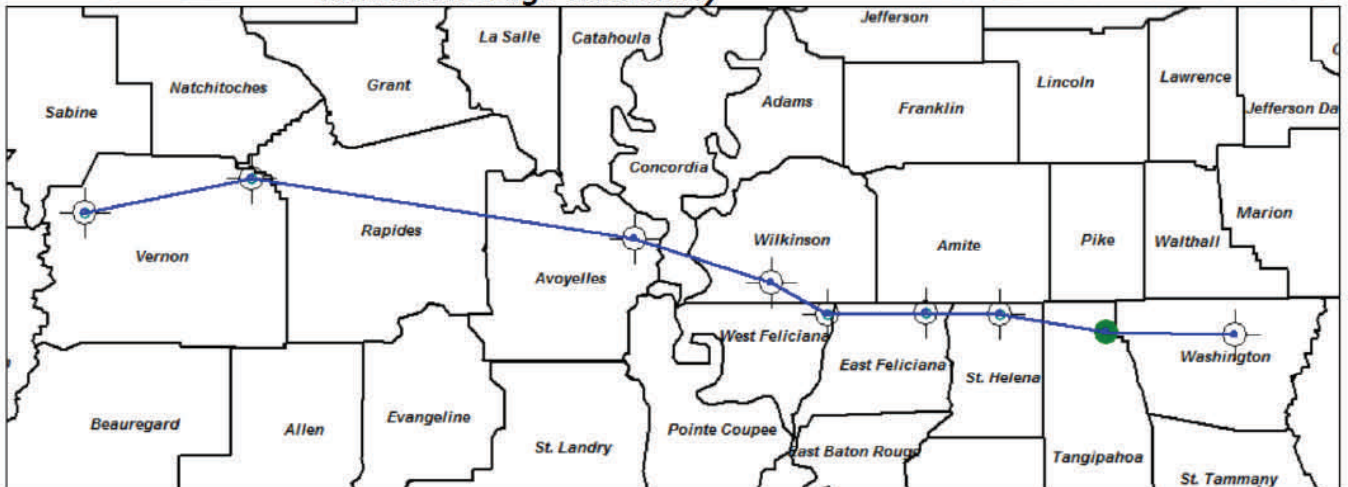 Jefferson
La Salle
Catahoula
Natchitoches
Grant
Lincoln
Lawrence
Sabine
Adams
Franklin
Jefferson Da
Concordia
Marion
Rapides
Wilkinson
Amite
Pike
Walthall
Vernon
Avoyelles
West Feliciana
Washington
East Feliciana
St. Helena
Beauregard
Allen
Evangeline
Pointe Coupee
St. Landry
East Baton Rouge
Tangipahoa
St. Tammany